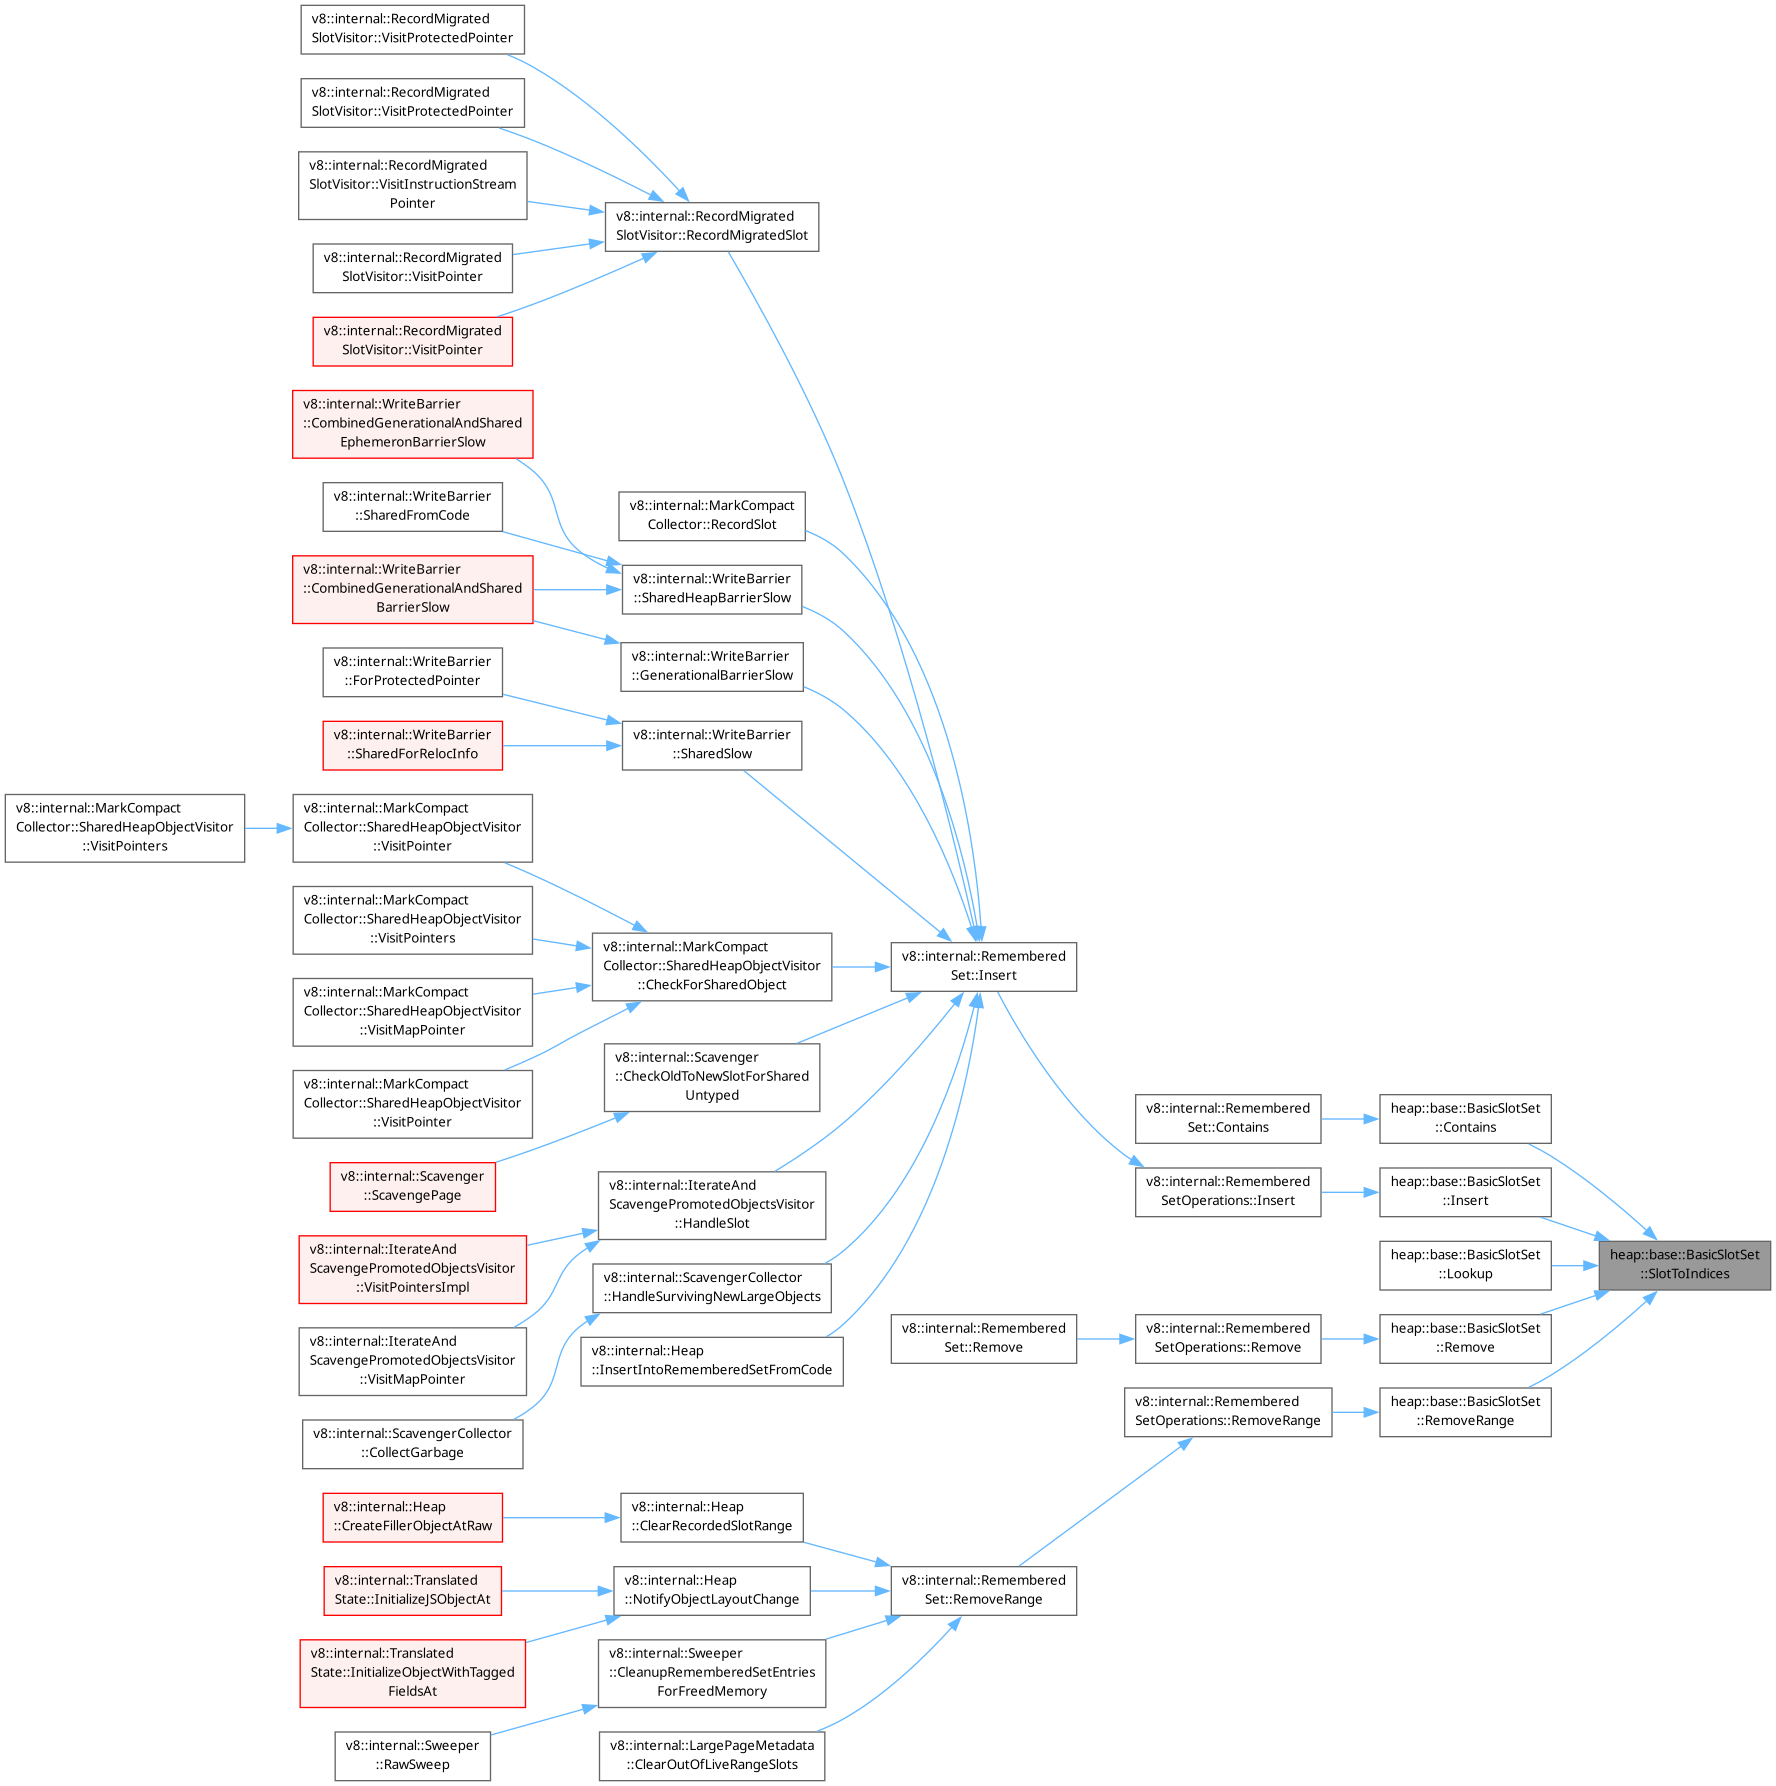 v8::internal::RecordMigrated
SlotVisitor::VisitProtectedPointer
v8::internal::RecordMigrated
SlotVisitor::VisitProtectedPointer
v8::internal::RecordMigrated
SlotVisitor::VisitInstructionStream
Pointer
v8::internal::RecordMigrated
SlotVisitor::VisitPointer
v8::internal::RecordMigrated
SlotVisitor::VisitPointer
v8::internal::WriteBarrier
::CombinedGenerationalAndShared
EphemeronBarrierSlow
v8::internal::WriteBarrier
::SharedFromCode
v8::internal::WriteBarrier
::CombinedGenerationalAndShared
BarrierSlow
v8::internal::WriteBarrier
::ForProtectedPointer
v8::internal::WriteBarrier
::SharedForRelocInfo
v8::internal::MarkCompact
Collector::SharedHeapObjectVisitor
::VisitPointers
v8::internal::MarkCompact
Collector::SharedHeapObjectVisitor
::VisitPointer
v8::internal::MarkCompact
Collector::SharedHeapObjectVisitor
::VisitPointers
v8::internal::MarkCompact
Collector::SharedHeapObjectVisitor
::VisitMapPointer
v8::internal::MarkCompact
Collector::SharedHeapObjectVisitor
::VisitPointer
v8::internal::Scavenger
::ScavengePage
v8::internal::IterateAnd
ScavengePromotedObjectsVisitor
::VisitPointersImpl
v8::internal::IterateAnd
ScavengePromotedObjectsVisitor
::VisitMapPointer
v8::internal::ScavengerCollector
::CollectGarbage
v8::internal::Heap
::CreateFillerObjectAtRaw
v8::internal::Translated
State::InitializeJSObjectAt
v8::internal::Translated
State::InitializeObjectWithTagged
FieldsAt
v8::internal::Sweeper
::RawSweep
v8::internal::RecordMigrated
SlotVisitor::RecordMigratedSlot
v8::internal::MarkCompact
Collector::RecordSlot
v8::internal::WriteBarrier
::SharedHeapBarrierSlow
v8::internal::WriteBarrier
::GenerationalBarrierSlow
v8::internal::WriteBarrier
::SharedSlow
v8::internal::MarkCompact
Collector::SharedHeapObjectVisitor
::CheckForSharedObject
v8::internal::Scavenger
::CheckOldToNewSlotForShared
Untyped
v8::internal::IterateAnd
ScavengePromotedObjectsVisitor
::HandleSlot
v8::internal::ScavengerCollector
::HandleSurvivingNewLargeObjects
v8::internal::Heap
::InsertIntoRememberedSetFromCode
v8::internal::Heap
::ClearRecordedSlotRange
v8::internal::Heap
::NotifyObjectLayoutChange
v8::internal::Sweeper
::CleanupRememberedSetEntries
ForFreedMemory
v8::internal::LargePageMetadata
::ClearOutOfLiveRangeSlots
v8::internal::Remembered
Set::Insert
v8::internal::Remembered
Set::Remove
v8::internal::Remembered
Set::RemoveRange
v8::internal::Remembered
Set::Contains
v8::internal::Remembered
SetOperations::Insert
v8::internal::Remembered
SetOperations::Remove
v8::internal::Remembered
SetOperations::RemoveRange
heap::base::BasicSlotSet
::Contains
heap::base::BasicSlotSet
::Insert
heap::base::BasicSlotSet
::Lookup
heap::base::BasicSlotSet
::Remove
heap::base::BasicSlotSet
::RemoveRange
heap::base::BasicSlotSet
::SlotToIndices